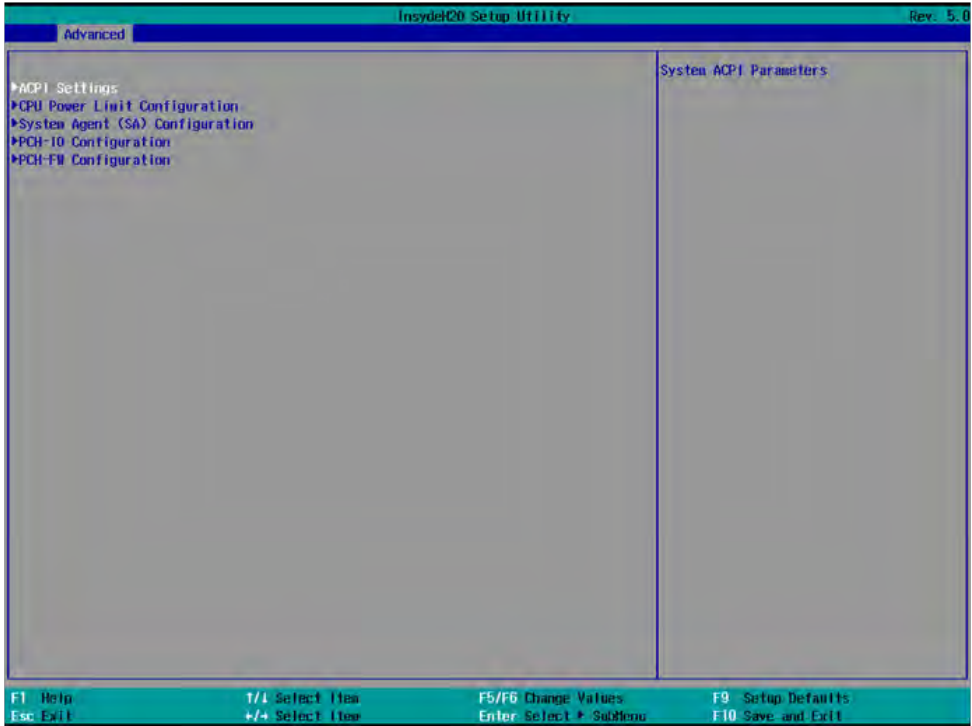 InsydeH20 Setup Utility Rev. 5.0
Advanced
▶ACPI Settings
▶CPU Power Limit Configuration
▶System Agent (SA) Configuration
▶PCH-IO Configuration
▶PCH-FW Configuration
System ACPI Parameters
F1 Help ↑/↓ Select Item F5/F6 Change Values F9 Setup Defaults
Esc Exit ←/→ Select Item Enter Select ▶ SubMenu F10 Save and Exit